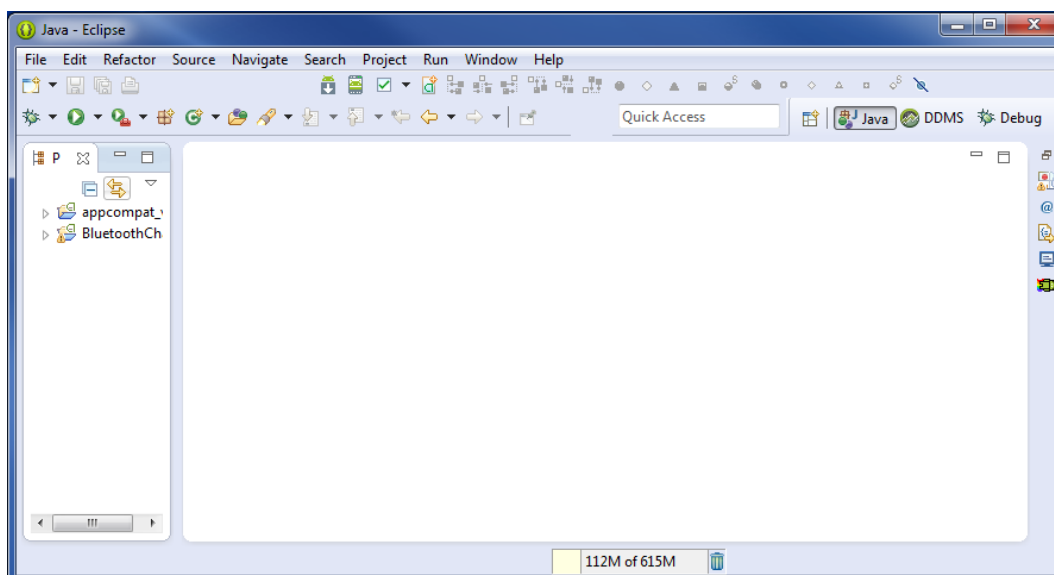 Java - Eclipse
File Edit Refactor Source Navigate Search Project Run Window Help
Quick Access Java DDMS Debug
P
appcompat_
BluetoothCh
112M of 615M